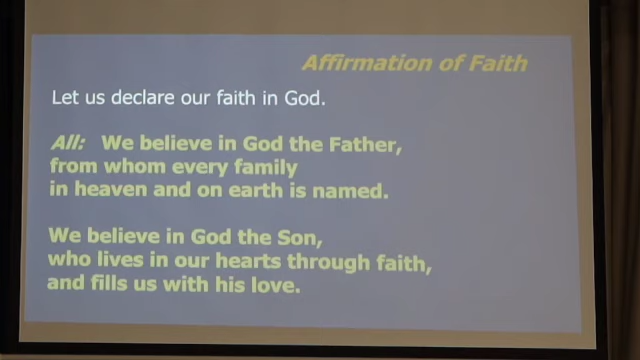 Affirmation of Faith
Let us declare our faith in God.
All: We believe in God the Father,
from whom every family
in heaven and on earth is named.
We believe in God the Son,
who lives in our hearts through faith,
and fills us with his love.